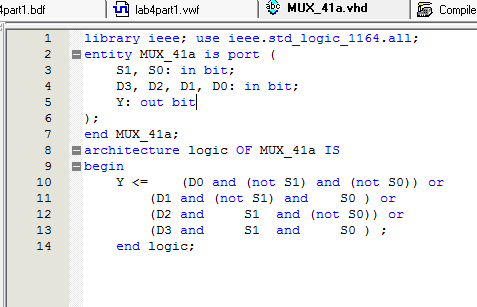 4part1.bdf lab4part1.vwf MUX_41a.vhd Compile
1 library ieee; use ieee.std_logic_1164.all;
2 entity MUX_41a is port (
3 S1, S0: in bit;
4 D3, D2, D1, D0: in bit;
5 Y: out bit
6 );
7 end MUX_41a;
8 architecture logic OF MUX_41a IS
9 begin
10 Y <= (D0 and (not S1) and (not S0)) or
11 (D1 and (not S1) and S0 ) or
12 (D2 and S1 and (not S0)) or
13 (D3 and S1 and S0 ) ;
14 end logic;